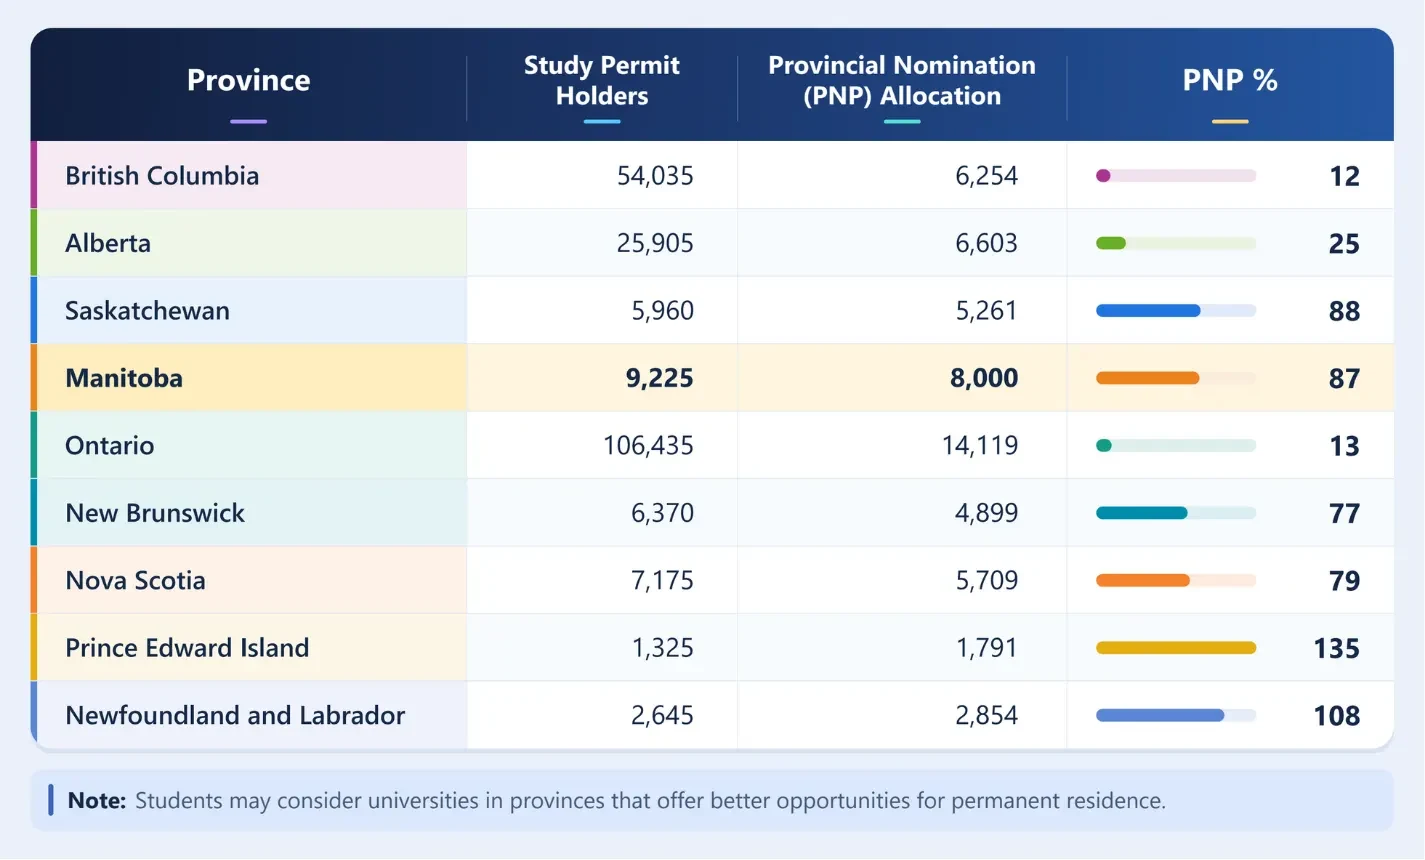 Province
Study Permit
Holders
Provincial Nomination
(PNP) Allocation
PNP %
British Columbia 54,035 6,254 12
Alberta 25,905 6,603 25
Saskatchewan 5,960 5,261 88
Manitoba 9,225 8,000 87
Ontario 106,435 14,119 13
New Brunswick 6,370 4,899 77
Nova Scotia 7,175 5,709 79
Prince Edward Island 1,325 1,791 135
Newfoundland and Labrador 2,645 2,854 108
Note: Students may consider universities in provinces that offer better opportunities for permanent residence.